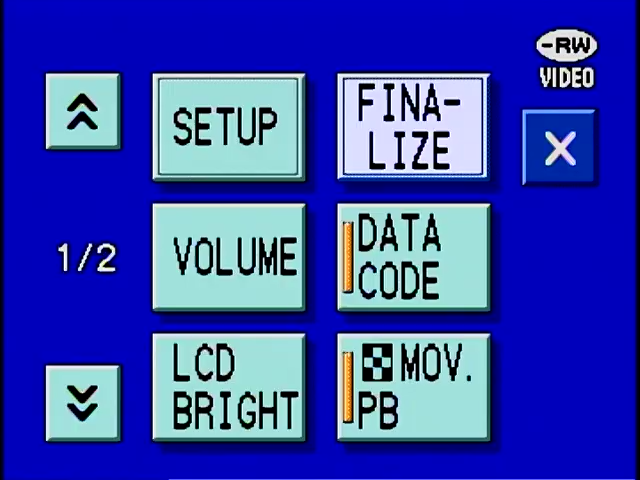 -RW
VIDEO
SETUP
FINA-
LIZE
X
1/2
VOLUME
DATA
CODE
LCD
BRIGHT
MOV.
PB